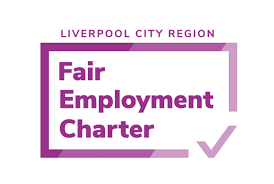 LIVERPOOL CITY REGION
Fair
Employment
Charter